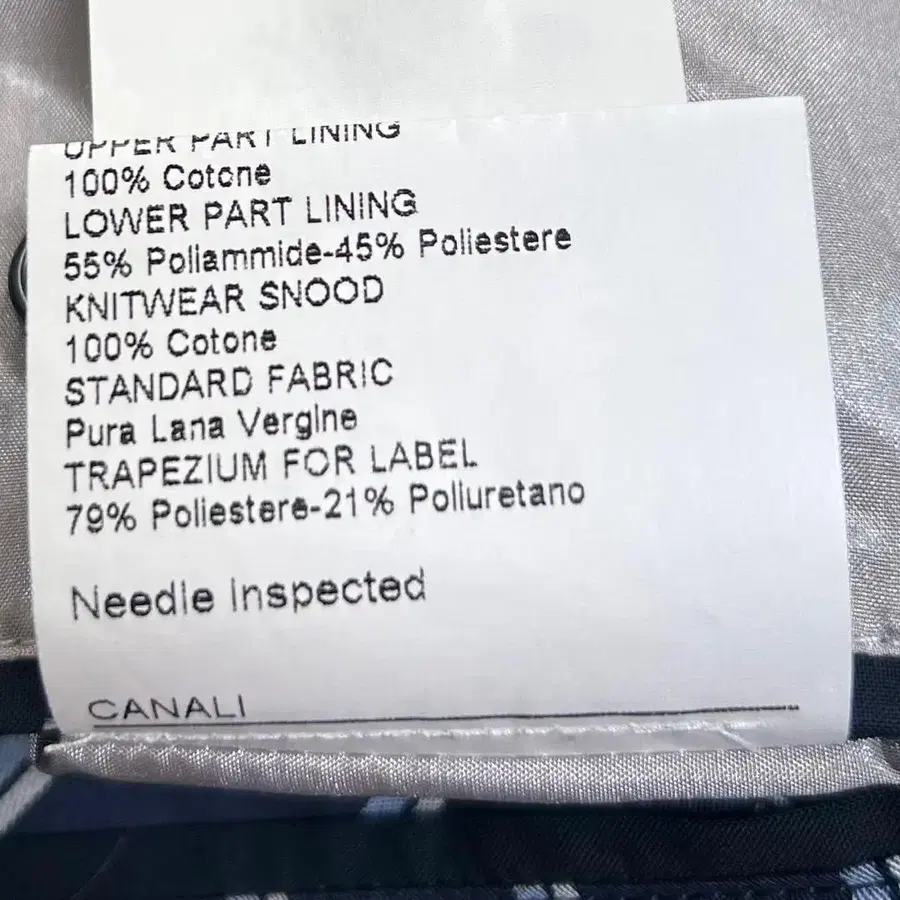 UPPER PART LINING
100% Cotone
LOWER PART LINING
55% Poliammide-45% Poliestere
KNITWEAR SNOOD
100% Cotone
STANDARD FABRIC
Pura Lana Vergine
TRAPEZIUM FOR LABEL
79% Poliestere-21% Poliuretano
Needle Inspected
CANALI